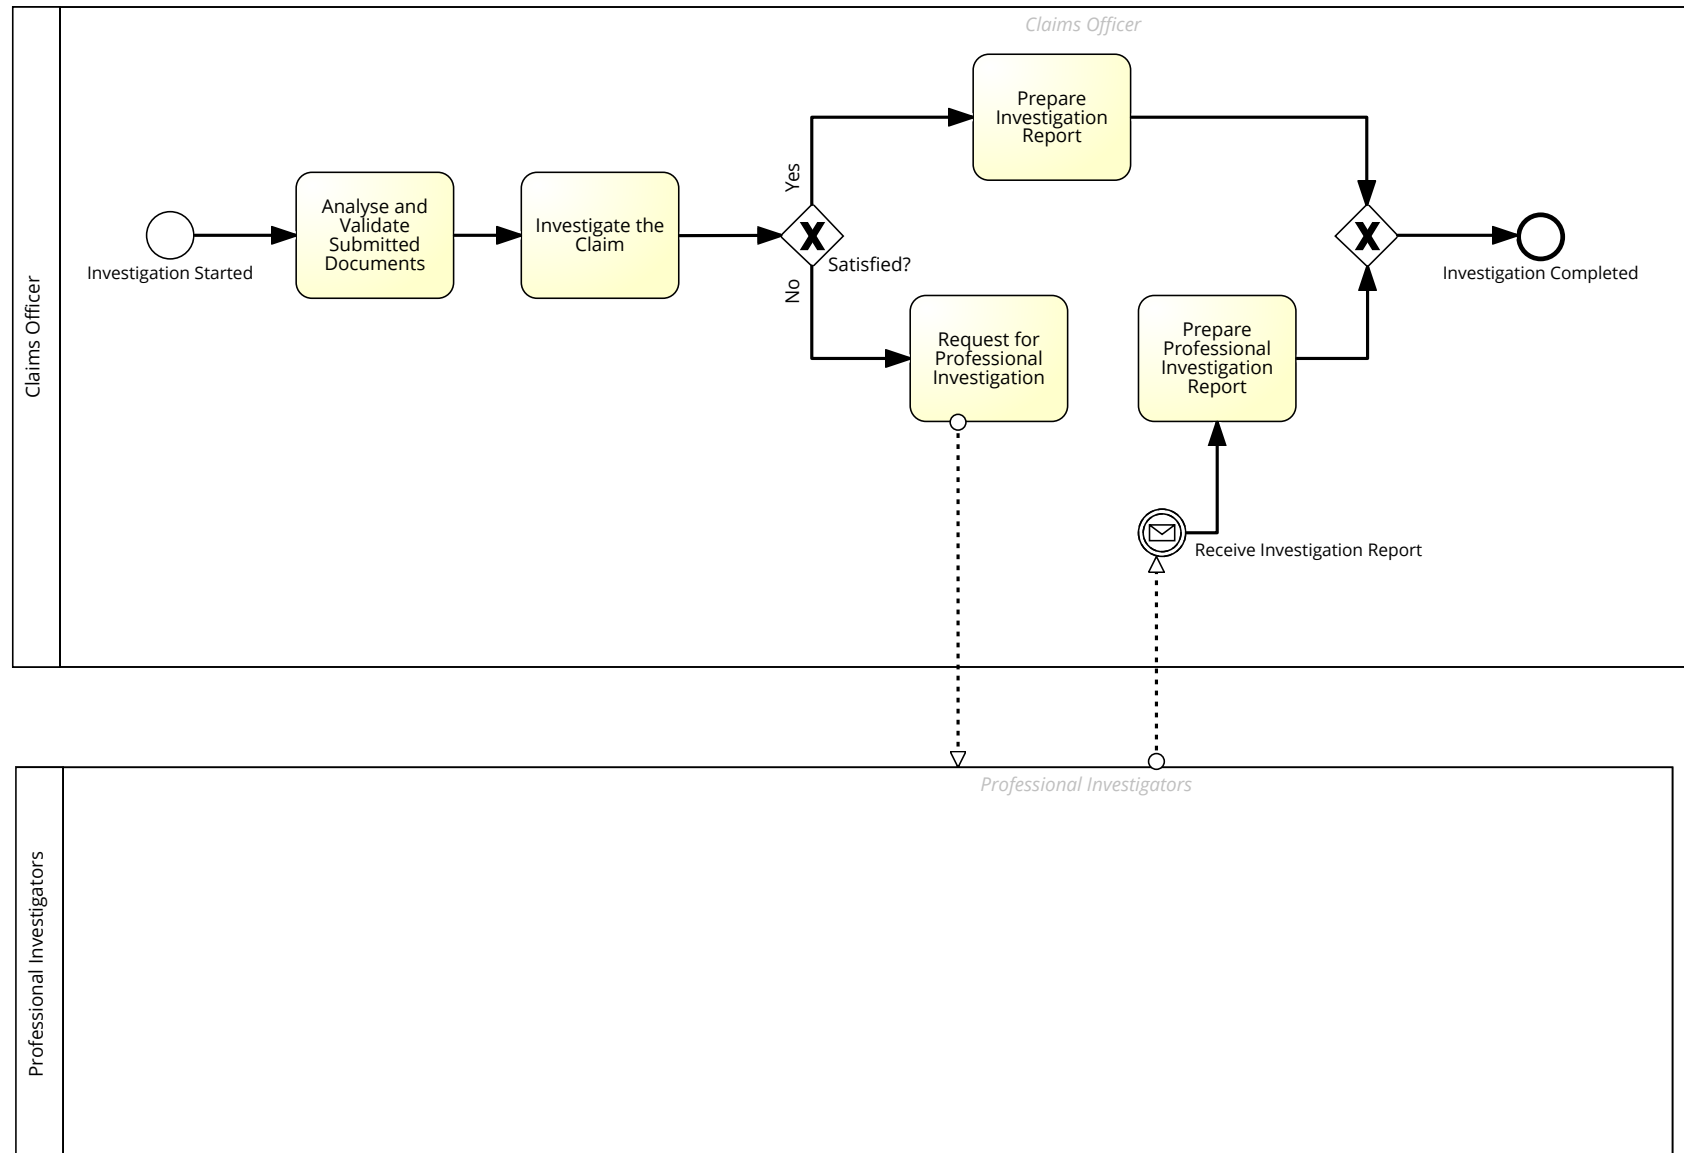 Claims Officer
Claims Officer
Prepare
Investigation
Report
Yes
Analyse and
Validate
Submitted
Documents
Investigate the
Claim
Investigation Started
Satisfied?
No
Investigation Completed
Request for
Professional
Investigation
Prepare
Professional
Investigation
Report
Receive Investigation Report
Professional Investigators
Professional Investigators